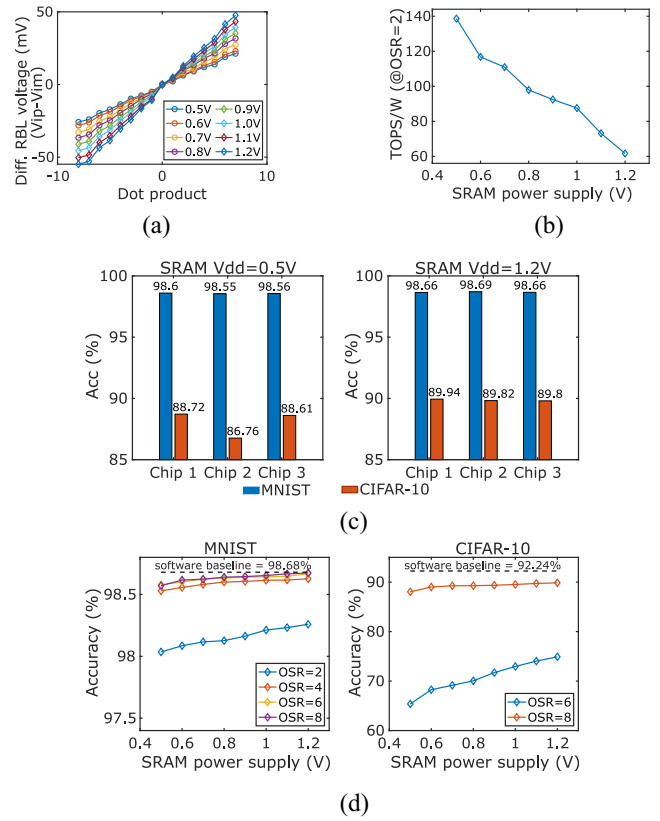 Diff. RBL voltage (mV)
(Vip-Vim)
50
0
-50
-10
0
10
Dot product
0.5V
0.6V
0.7V
0.8V
0.9V
1.0V
1.1V
1.2V
(a)
TOPS/W (@OSR=2)
140
120
100
80
60
0.4 0.6 0.8 1 1.2
SRAM power supply (V)
(b)
SRAM Vdd=0.5V
Acc (%)
100
95
90
85
98.6 98.55 98.56
88.72 86.76 88.61
Chip 1 Chip 2 Chip 3
SRAM Vdd=1.2V
Acc (%)
100
95
90
85
98.66 98.69 98.66
89.94 89.82 89.8
Chip 1 Chip 2 Chip 3
MNIST CIFAR-10
(c)
MNIST
software baseline = 98.68%
Accuracy (%)
98.5
98
97.5
OSR=2
OSR=4
OSR=6
OSR=8
0.4 0.6 0.8 1 1.2
SRAM power supply (V)
CIFAR-10
software baseline = 92.24%
Accuracy (%)
90
80
70
60
OSR=6
OSR=8
0.4 0.6 0.8 1 1.2
SRAM power supply (V)
(d)